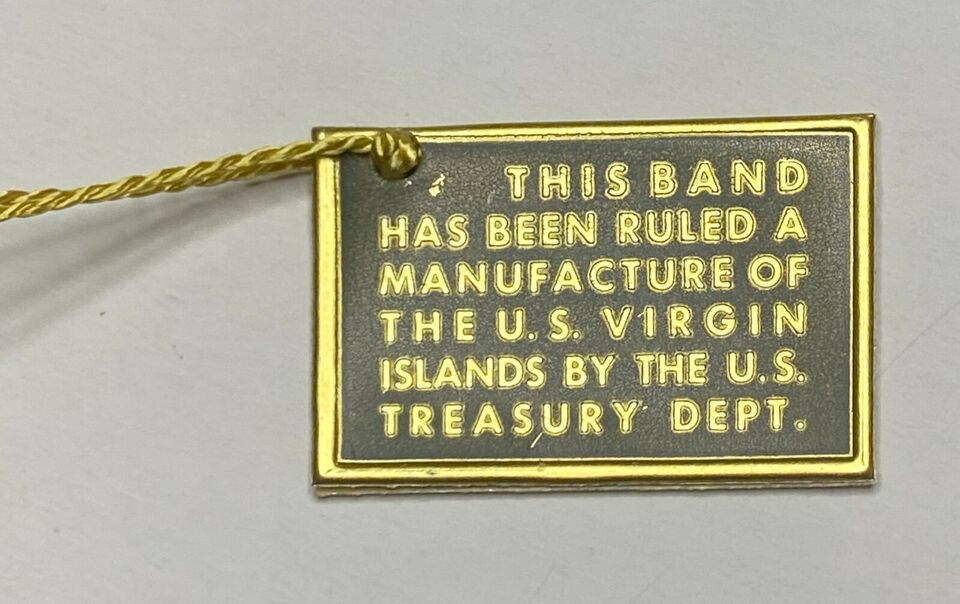 THIS BAND
HAS BEEN RULED A
MANUFACTURE OF
THE U.S. VIRGIN
ISLANDS BY THE U.S.
TREASURY DEPT.